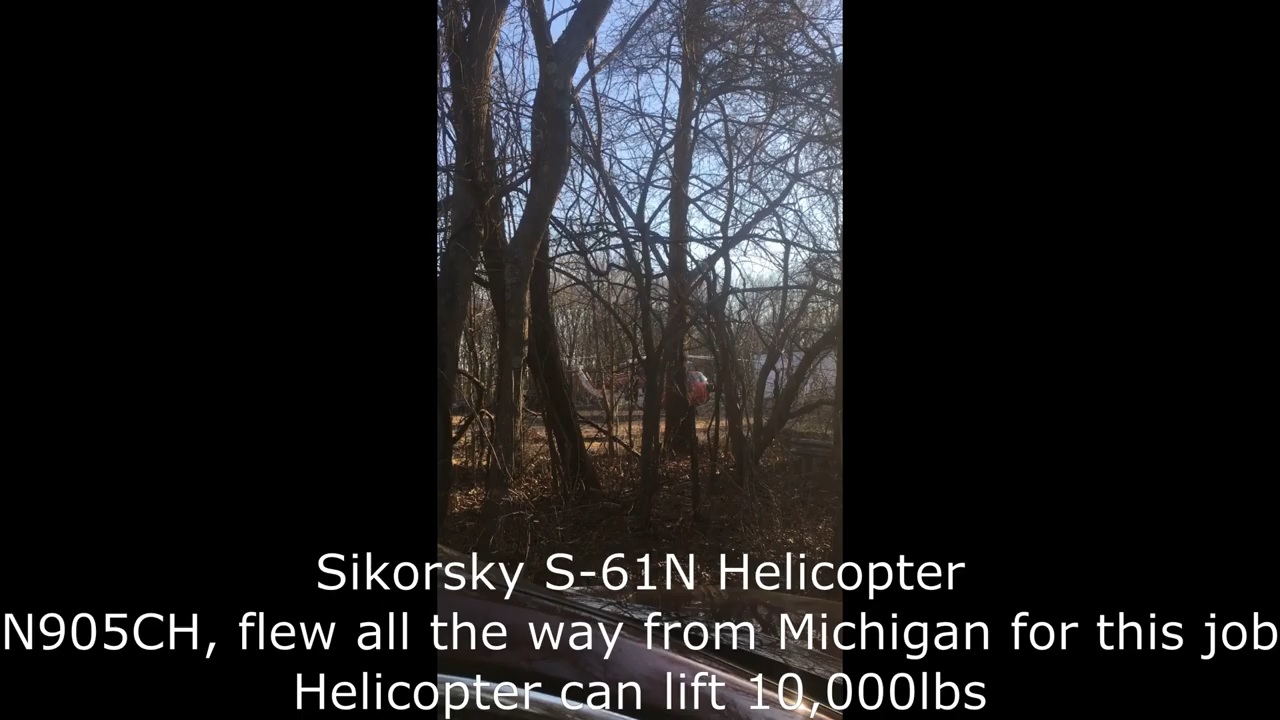 Sikorsky S-61N Helicopter
N905CH, flew all the way from Michigan for this job
Helicopter can lift 10,000lbs